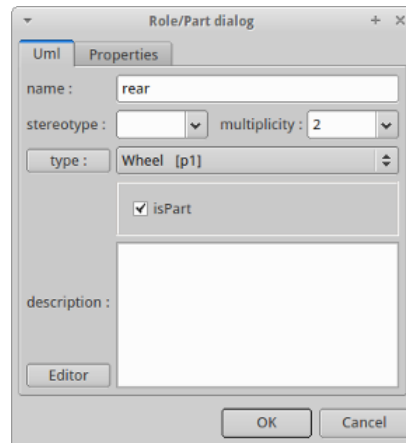 Role/Part dialog
Uml Properties
name : rear
stereotype : multiplicity : 2
type : Wheel [p1]
isPart
description :
Editor
OK Cancel